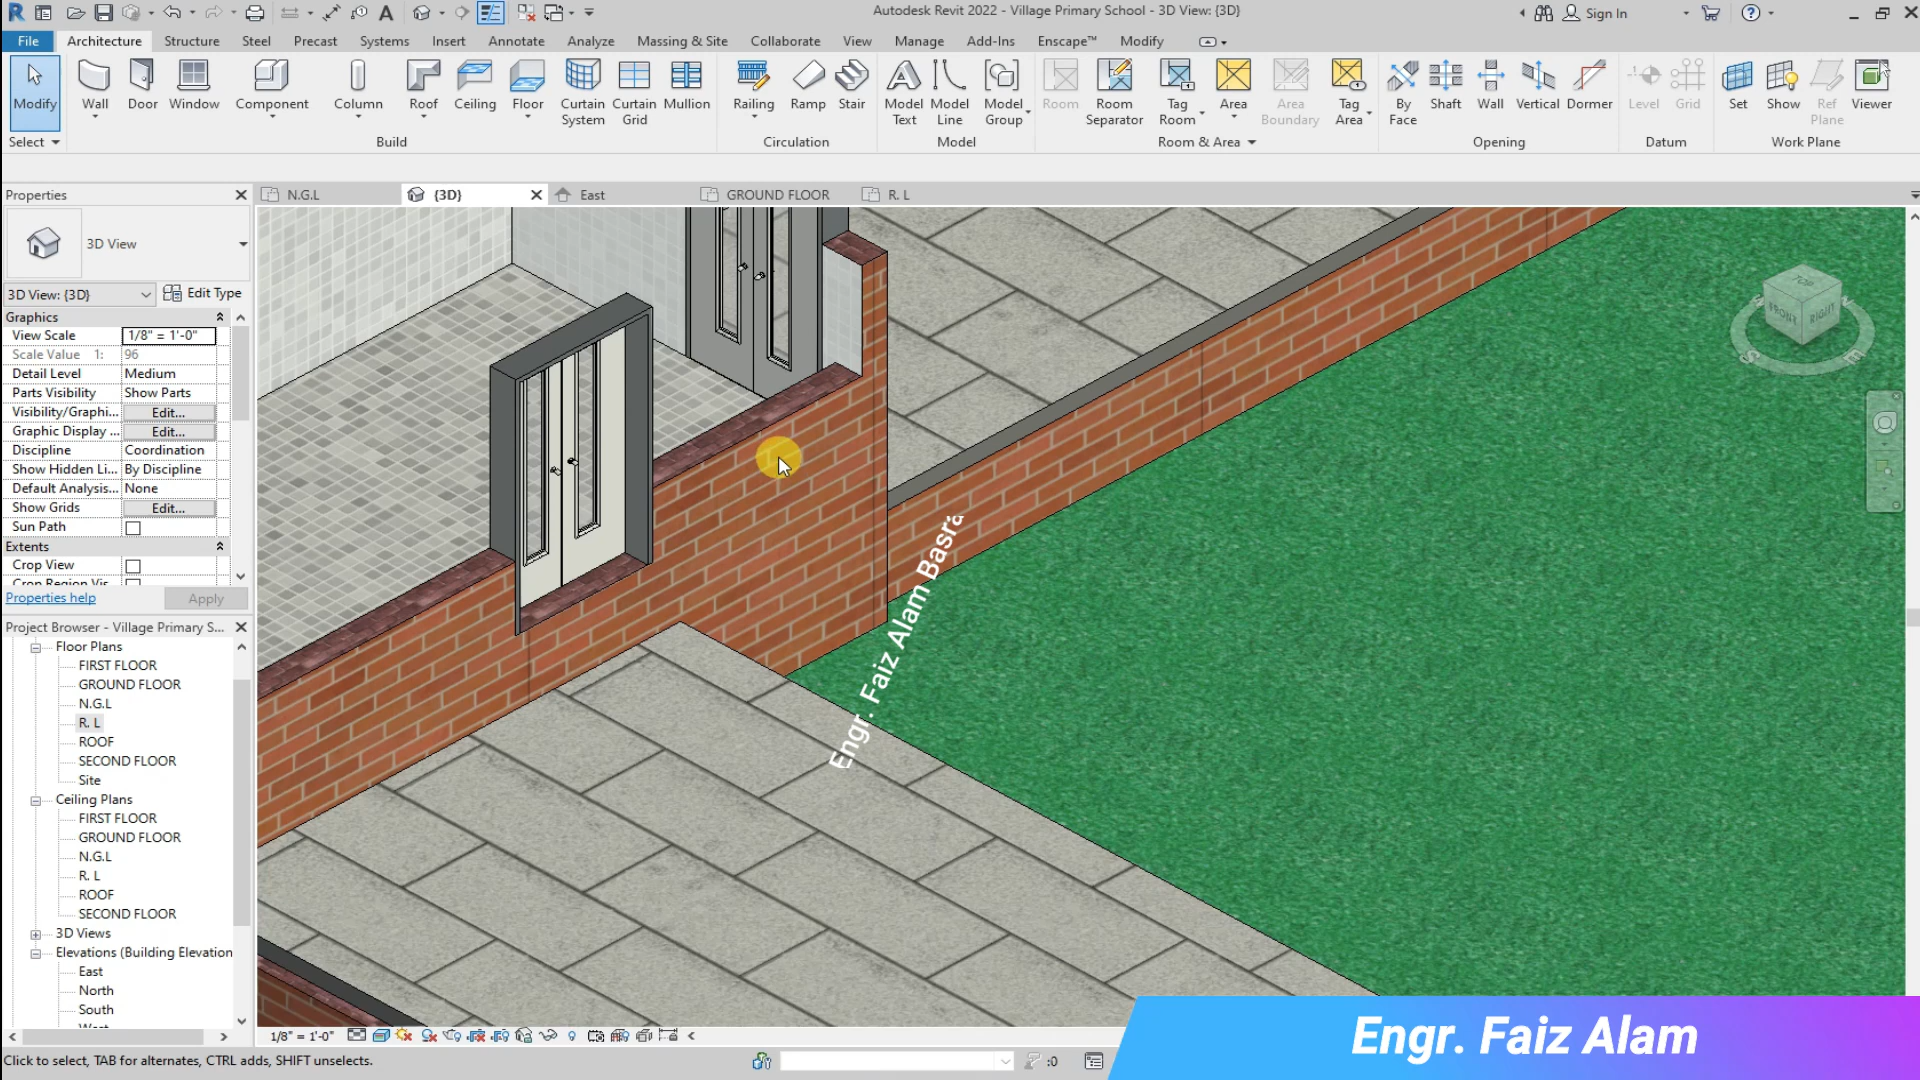 Autodesk Revit 2022 - Village Primary School - 3D View: {3D}
Sign In
File
Architecture
Structure
Steel
Precast
Systems
Insert
Annotate
Analyze
Massing & Site
Collaborate
View
Manage
Add-Ins
Enscape™
Modify
Modify
Wall
Door
Window
Component
Column
Roof
Ceiling
Floor
Curtain System
Curtain Grid
Mullion
Railing
Ramp
Stair
Model Text
Model Line
Model Group
Room
Room Separator
Tag Room
Area
Area Boundary
Tag Area
By Face
Shaft
Wall
Vertical
Dormer
Level
Grid
Set
Show
Ref Plane
Viewer
Select
Build
Circulation
Model
Room & Area
Opening
Datum
Work Plane
Properties
N.G.L
{3D}
East
GROUND FLOOR
R. L
3D View
3D View: {3D}
Edit Type
Graphics
View Scale
1/8" = 1'-0"
Scale Value 1:
96
Detail Level
Medium
Parts Visibility
Show Parts
Visibility/Graphi...
Edit...
Graphic Display ...
Edit...
Discipline
Coordination
Show Hidden Li...
By Discipline
Default Analysis...
None
Show Grids
Edit...
Sun Path
Extents
Crop View
Properties help
Apply
TOP
FRONT
RIGHT
Engr. Faiz Alam Basra
Project Browser - Village Primary S...
Floor Plans
FIRST FLOOR
GROUND FLOOR
N.G.L
R. L
ROOF
SECOND FLOOR
Site
Ceiling Plans
FIRST FLOOR
GROUND FLOOR
N.G.L
R. L
ROOF
SECOND FLOOR
3D Views
Elevations (Building Elevation
East
North
South
1/8" = 1'-0"
Click to select, TAB for alternates, CTRL adds, SHIFT unselects.
:0
Engr. Faiz Alam